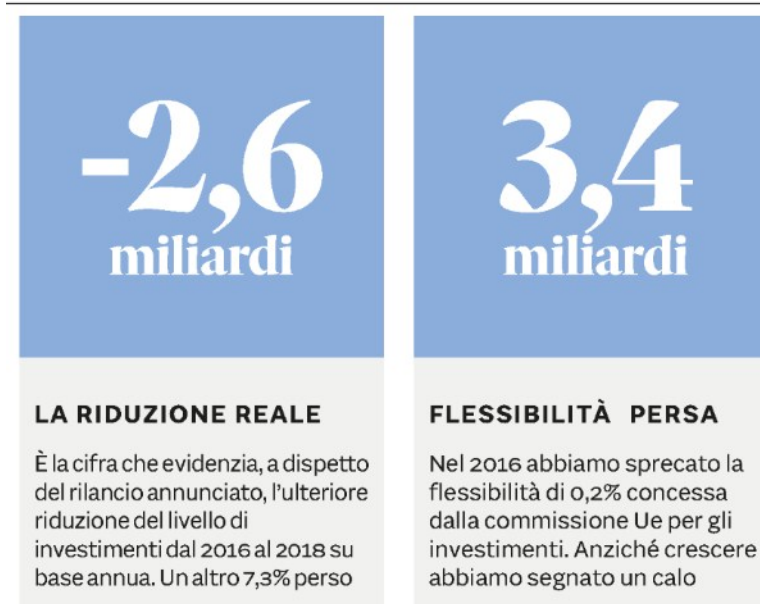 -2,6
miliardi
LA RIDUZIONE REALE
È la cifra che evidenzia, a dispetto
del rilancio annunciato, l'ulteriore
riduzione del livello di
investimenti dal 2016 al 2018 su
base annua. Un altro 7,3% perso
3,4
miliardi
FLESSIBILITÀ PERSA
Nel 2016 abbiamo sprecato la
flessibilità di 0,2% concessa
dalla commissione Ue per gli
investimenti. Anziché crescere
abbiamo segnato un calo